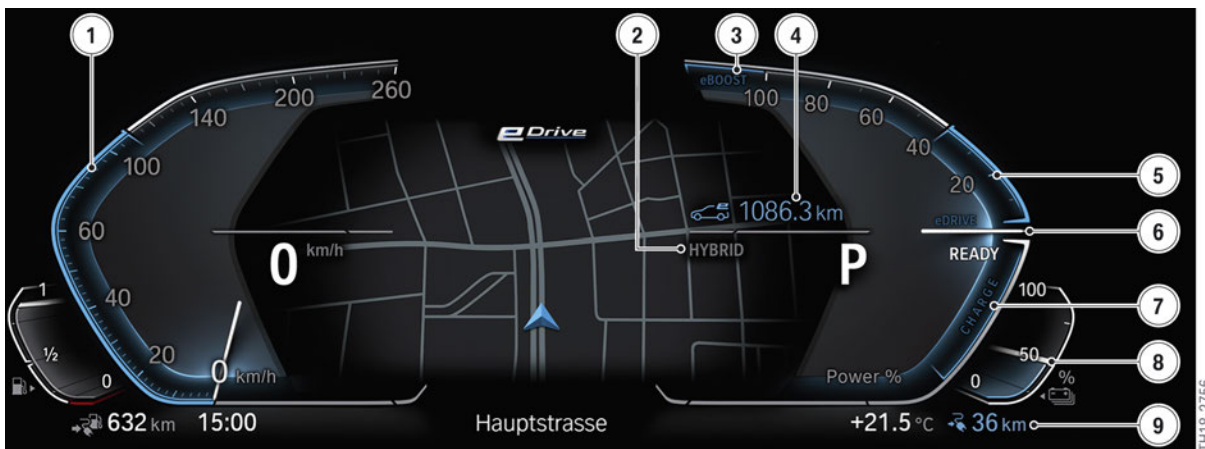 1
2
3
4
5
6
7
8
9
20
40
60
100
140
200
260
eDrive
eBOOST
100
80
60
40
20
eDRIVE
READY
CHARGE
Power %
1086.3 km
HYBRID
0 km/h
P
0 km/h
1
½
0
100
50
0
%
632 km
15:00
Hauptstrasse
+21.5 °C
36 km
TH18-2756